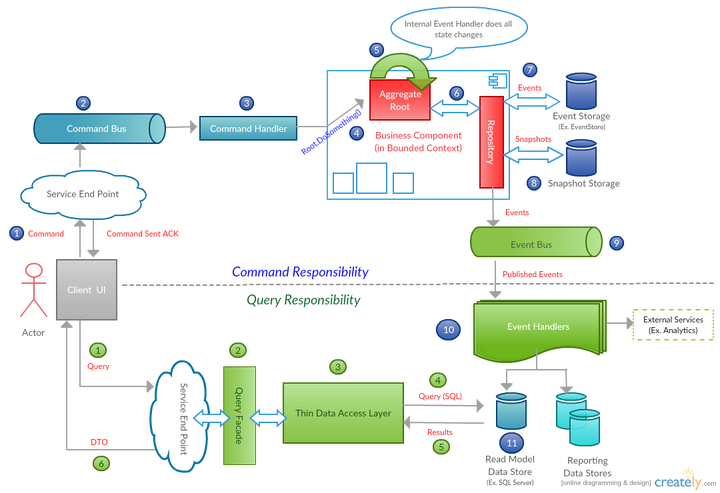 Internal Event Handler does all
state changes
5
7
Events
2
3
Aggregate
Root
6
Event Storage
(Ex. EventStore)
Command Bus
Command Handler
Root.DoSomething()
4
Business Component
(in Bounded Context)
Repository
Snapshots
8
Snapshot Storage
Service End Point
1
Command
Command Sent ACK
Events
Event Bus
9
Client UI
Command Responsibility
Published Events
Query Responsibility
Actor
10
Event Handlers
External Services
(Ex. Analytics)
1
Query
2
3
4
Query (SQL)
Service End Point
Query Facade
Thin Data Access Layer
Results
5
DTO
6
11
Read Model
Data Store
(Ex. SQL Server)
Reporting
Data Stores
[online diagramming & design]
creately.com